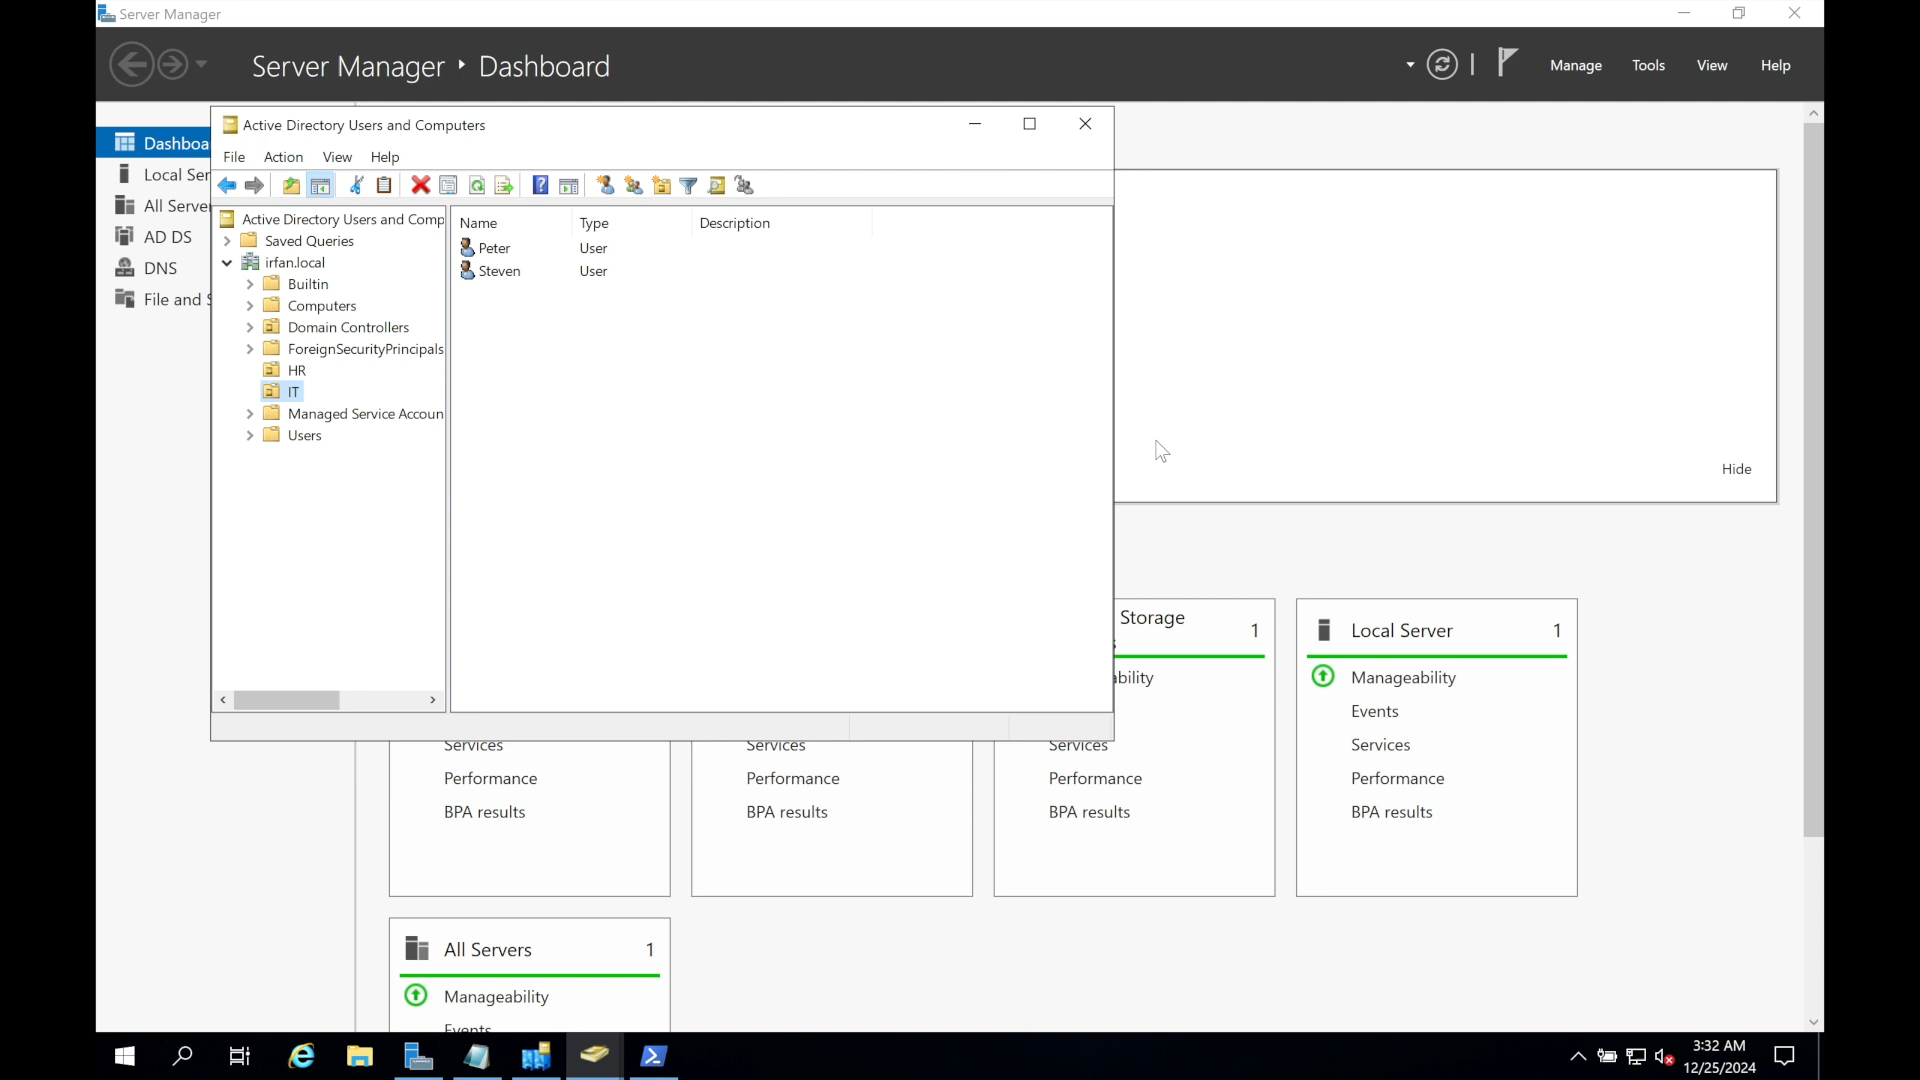 Server Manager
Server Manager ‣ Dashboard
Manage Tools View Help
Dashboa
Local Ser
All Server
AD DS
DNS
File and S
Active Directory Users and Computers
File Action View Help
Active Directory Users and Comp
Saved Queries
irfan.local
Builtin
Computers
Domain Controllers
ForeignSecurityPrincipals
HR
IT
Managed Service Accoun
Users
Name Type Description
Peter User
Steven User
Hide
Services
Performance
BPA results
Services
Performance
BPA results
Storage 1
bility
Services
Performance
BPA results
Local Server 1
Manageability
Events
Services
Performance
BPA results
All Servers 1
Manageability
Events
3:32 AM
12/25/2024